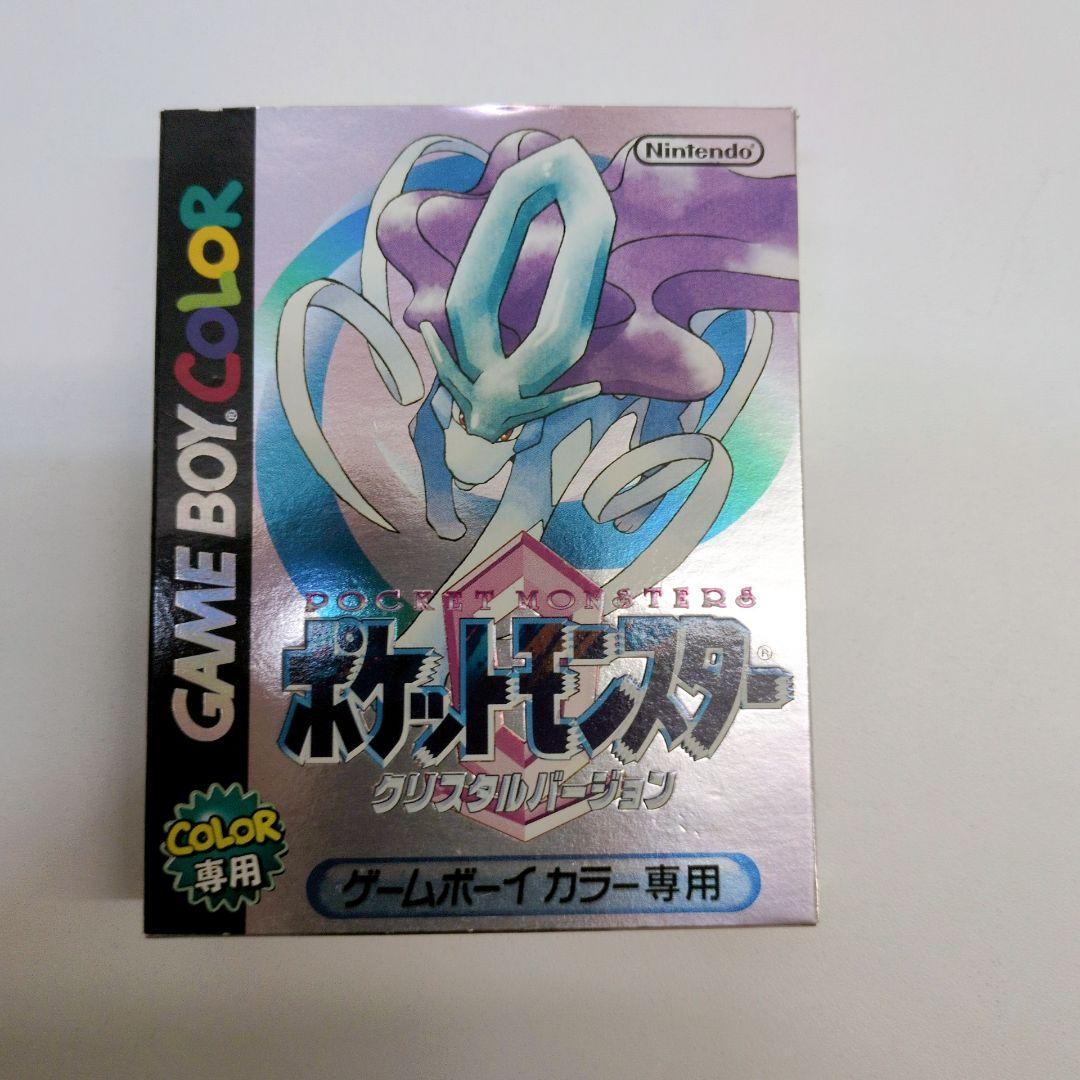 GAME BOY® COLOR
COLOR
専用
Nintendo®
POCKET MONSTERS
ポケットモンスター®
クリスタルバージョン
ゲームボーイカラー専用